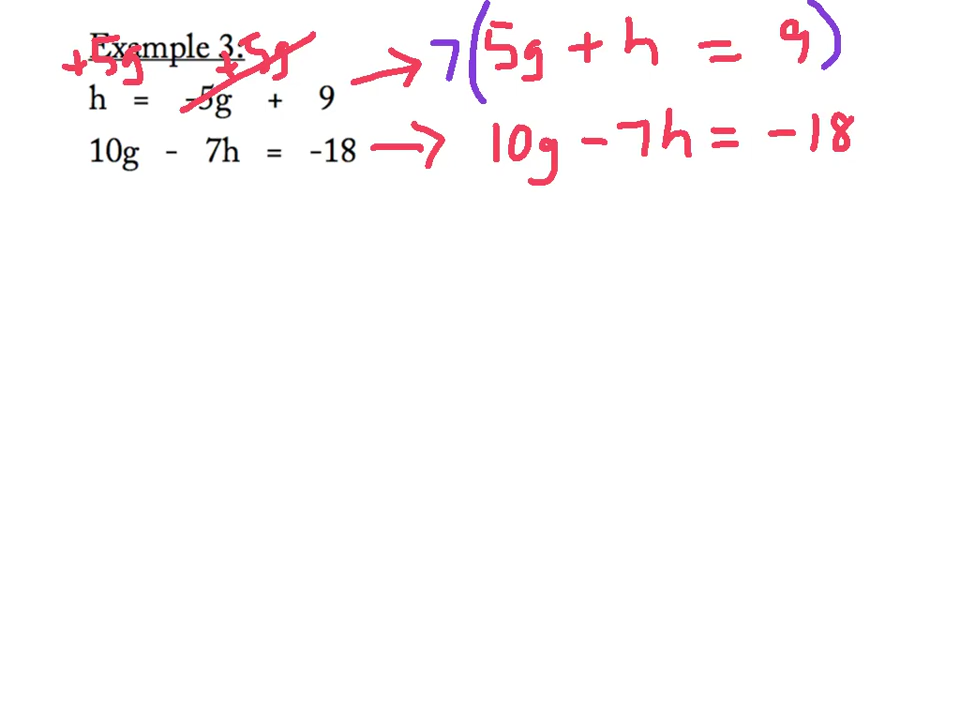 Example 3:
+5g +5g
h = -5g + 9 → 7(5g + h = 9)
10g - 7h = -18 → 10g - 7h = -18